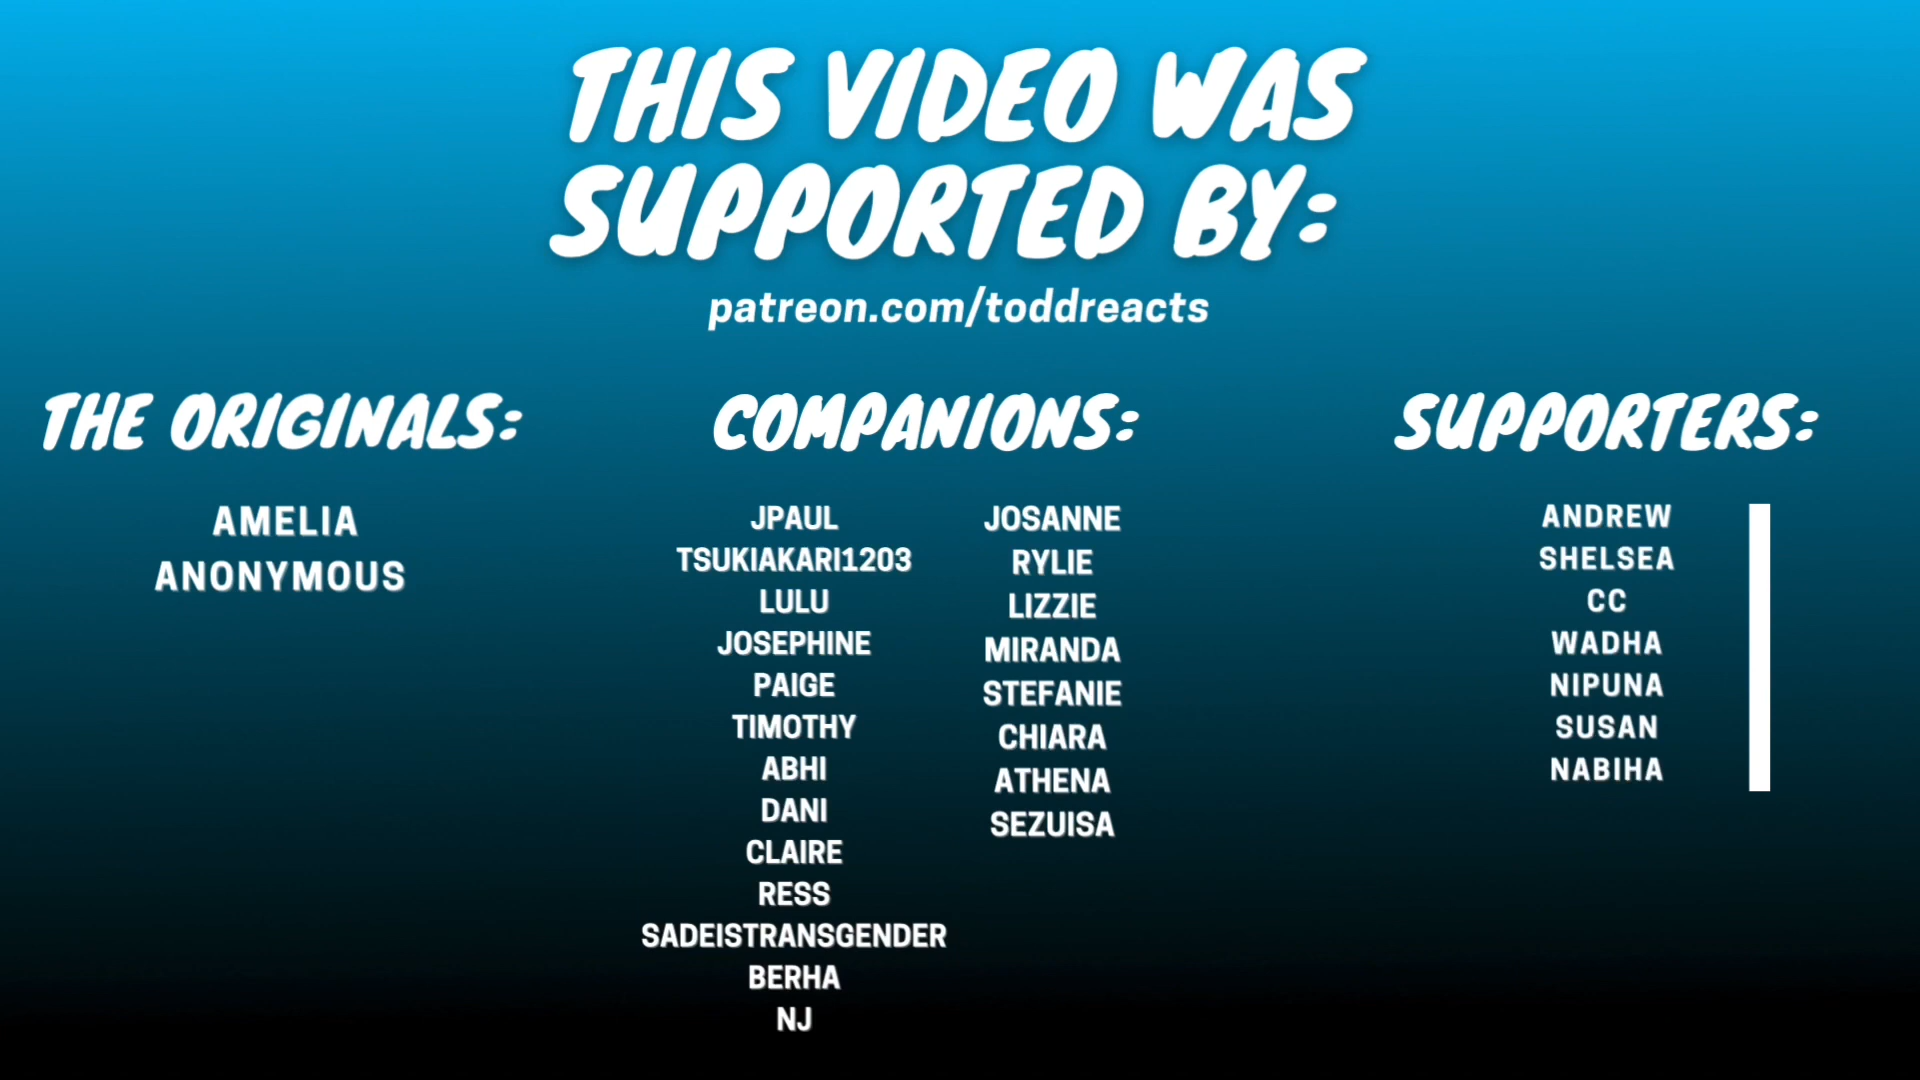 THIS VIDEO WAS
SUPPORTED BY:
patreon.com/toddreacts
THE ORIGINALS:
AMELIA
ANONYMOUS
COMPANIONS:
JPAUL
TSUKIAKARI1203
LULU
JOSEPHINE
PAIGE
TIMOTHY
ABHI
DANI
CLAIRE
RESS
SADEISTRANSGENDER
BERHA
NJ
JOSANNE
RYLIE
LIZZIE
MIRANDA
STEFANIE
CHIARA
ATHENA
SEZUISA
SUPPORTERS:
ANDREW
SHELSEA
CC
WADHA
NIPUNA
SUSAN
NABIHA